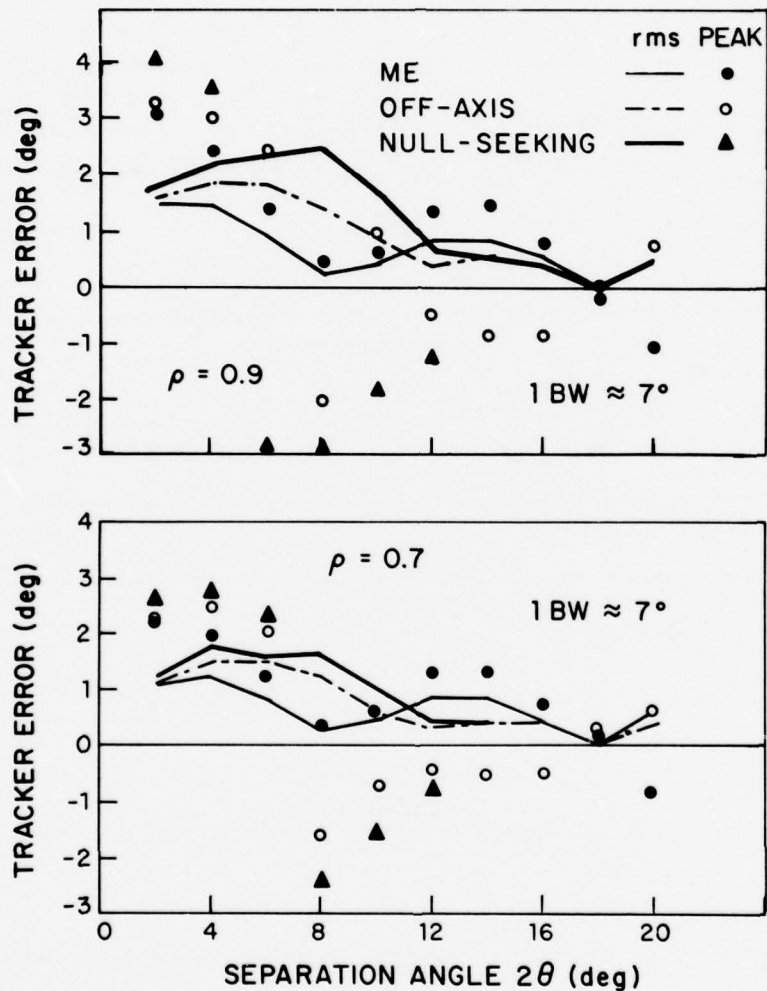 rms PEAK
ME
OFF-AXIS
NULL-SEEKING
TRACKER ERROR (deg)
4
3
2
1
0
-1
-2
-3
ρ = 0.9
1 BW ≈ 7°
TRACKER ERROR (deg)
4
3
2
1
0
-1
-2
-3
ρ = 0.7
1 BW ≈ 7°
0 4 8 12 16 20
SEPARATION ANGLE 2θ (deg)